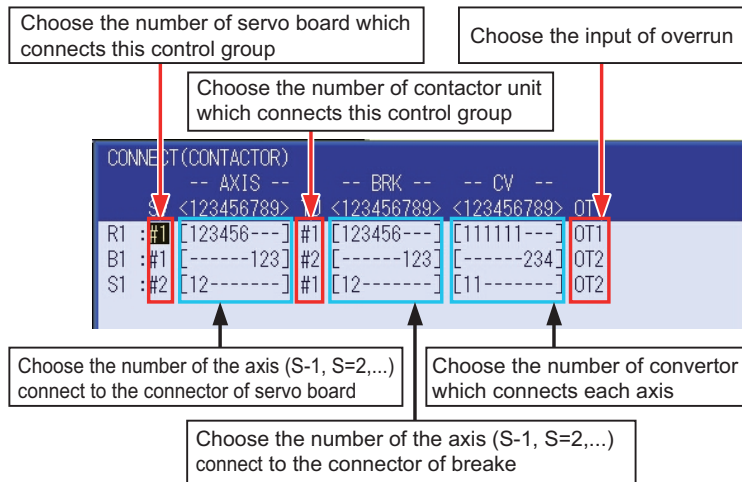 Choose the number of servo board which
connects this control group
Choose the input of overrun
Choose the number of contactor unit
which connects this control group
CONNECT(CONTACTOR)
-- AXIS -- -- BRK -- -- CV --
<123456789> <123456789> <123456789> OT
R1 :#1 [123456---] #1 [123456---] [111111---] OT1
B1 :#1 [------123] #2 [------123] [------234] OT2
S1 :#2 [12-------] #1 [12-------] [11-------] OT2
Choose the number of the axis (S-1, S=2,...)
connect to the connector of servo board
Choose the number of convertor
which connects each axis
Choose the number of the axis (S-1, S=2,...)
connect to the connector of breake